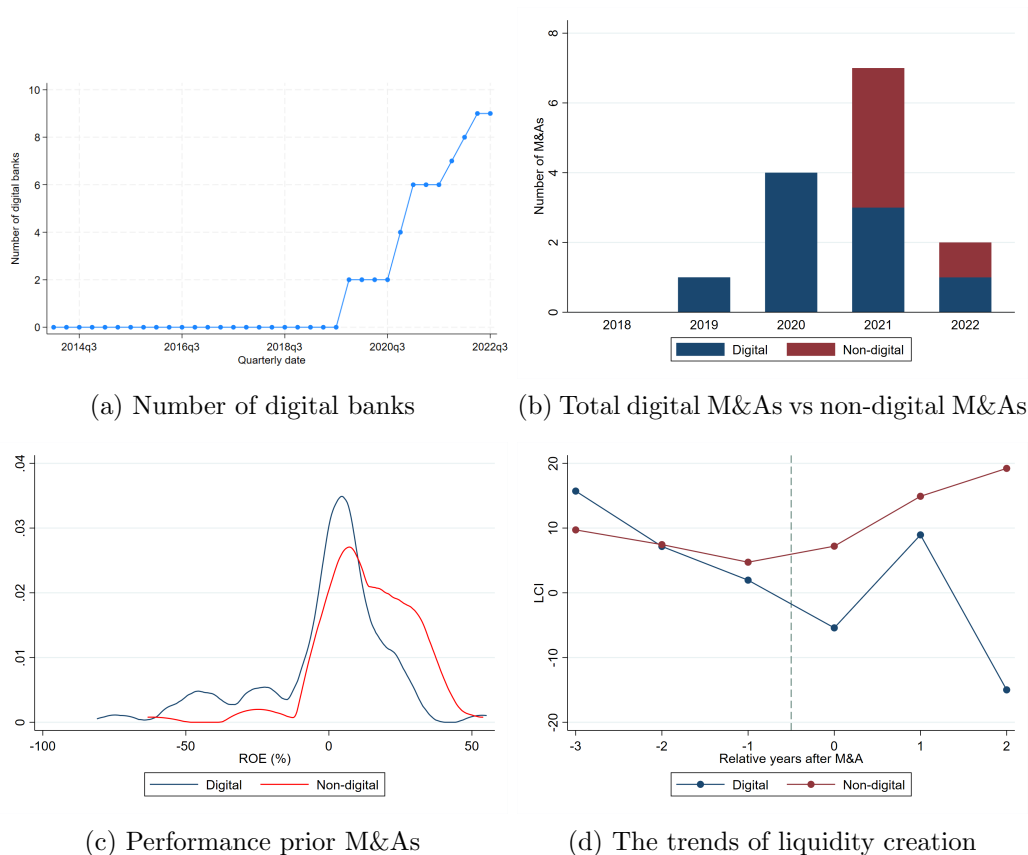 Number of digital banks
10
8
6
4
2
0
2014q3 2016q3 2018q3 2020q3 2022q3
Quarterly date
(a) Number of digital banks
Number of M&As
8
6
4
2
0
2018 2019 2020 2021 2022
Digital Non-digital
(b) Total digital M&As vs non-digital M&As
.04
.03
.02
.01
0
-100 -50 0 50
ROE (%)
Digital Non-digital
(c) Performance prior M&As
LCI
20
10
0
-10
-20
-3 -2 -1 0 1 2
Relative years after M&A
Digital Non-digital
(d) The trends of liquidity creation